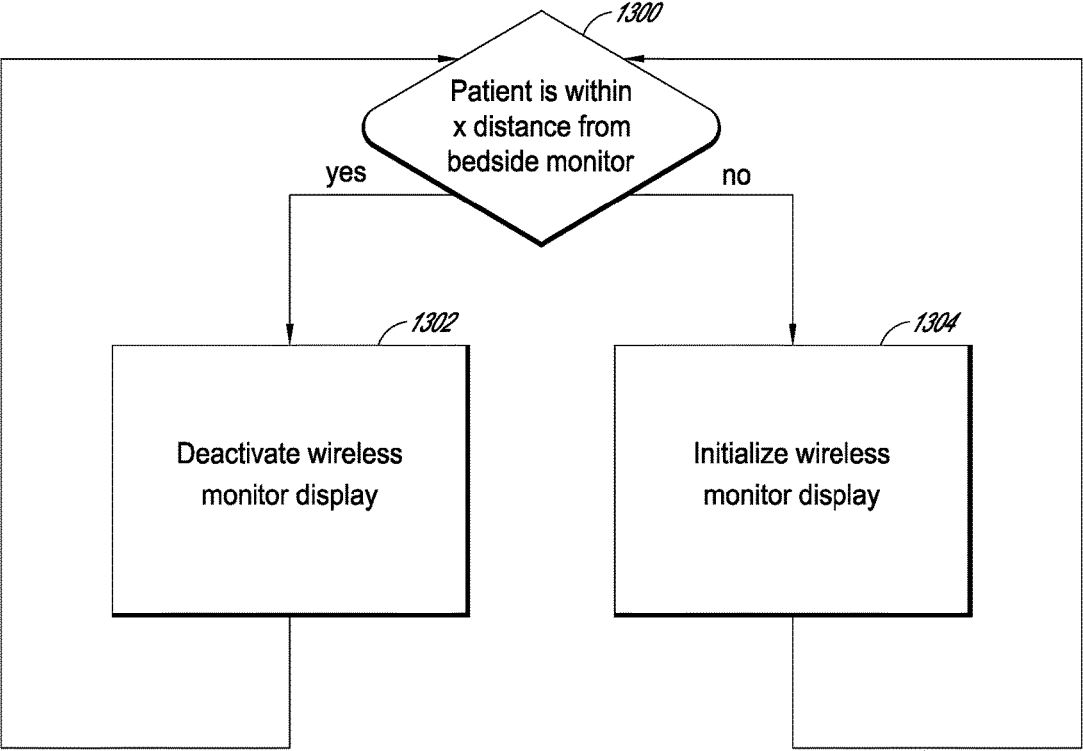 1300
Patient is within
x distance from
bedside monitor
yes
no
1302
1304
Deactivate wireless
monitor display
Initialize wireless
monitor display